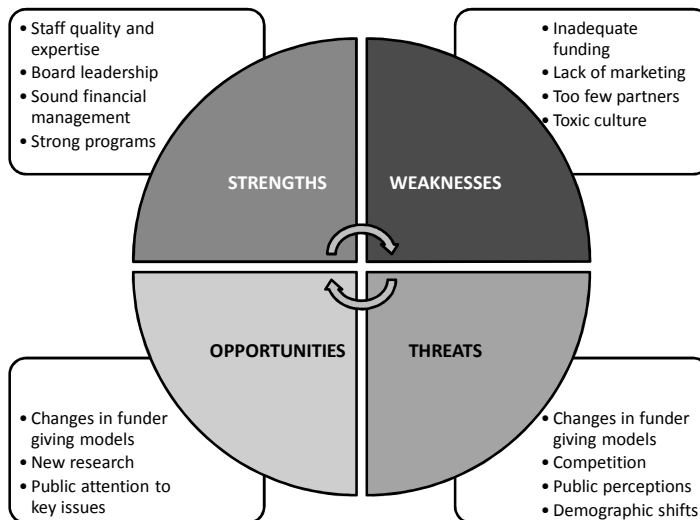 • Staff quality and
expertise
• Board leadership
• Sound financial
management
• Strong programs
• Inadequate
funding
• Lack of marketing
• Too few partners
• Toxic culture
STRENGTHS
WEAKNESSES
OPPORTUNITIES
THREATS
• Changes in funder
giving models
• New research
• Public attention to
key issues
• Changes in funder
giving models
• Competition
• Public perceptions
• Demographic shifts